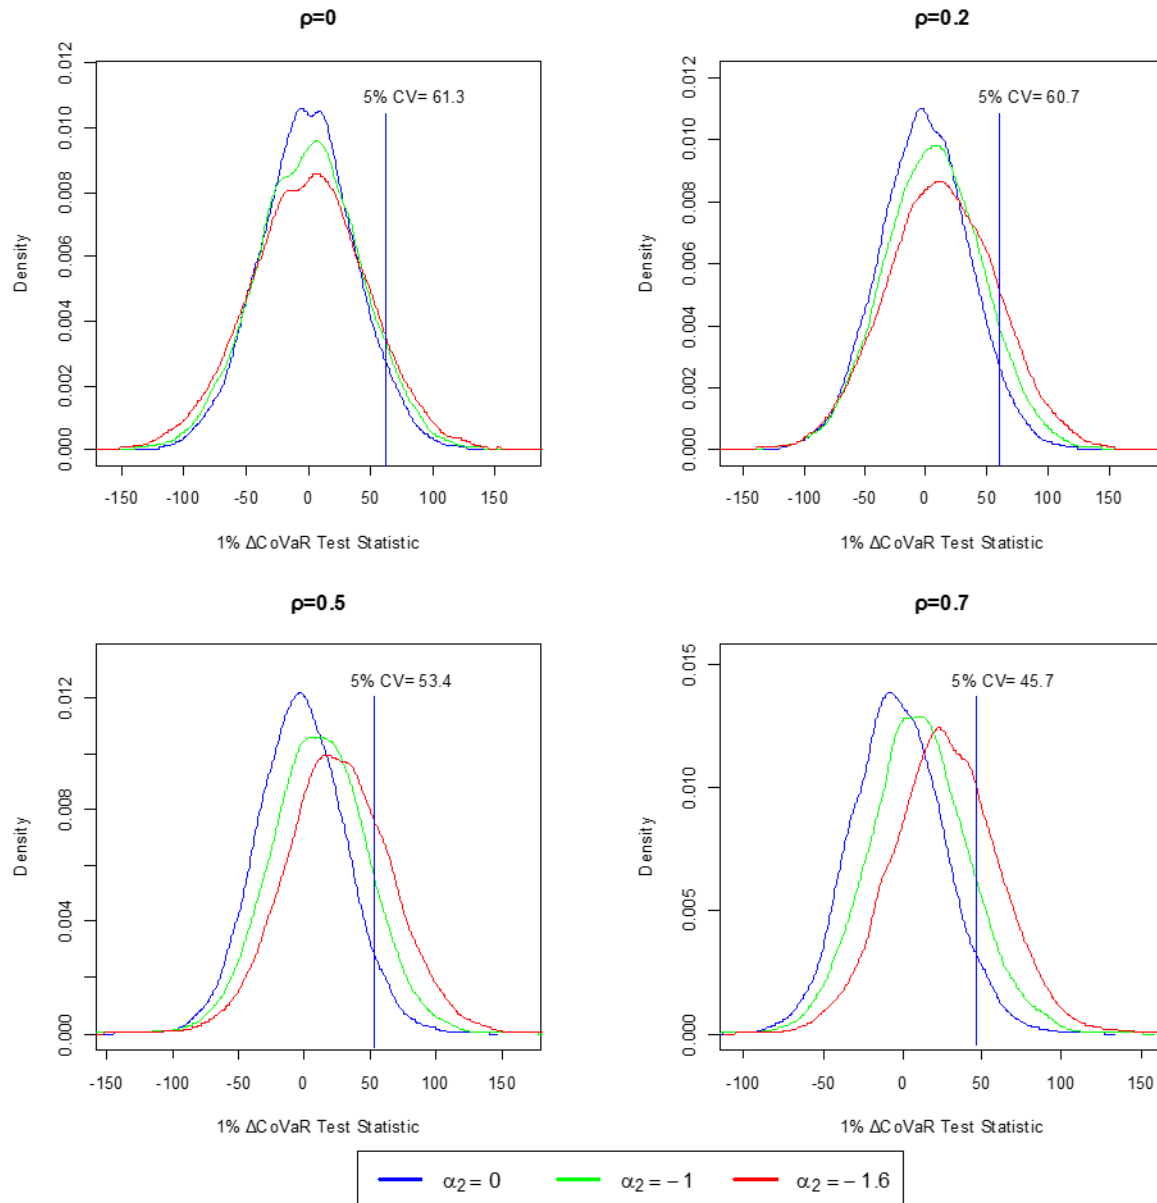 ρ=0
0.012
0.010
0.008
0.006
0.004
0.002
0.000
Density
5% CV= 61.3
-150 -100 -50 0 50 100 150
1% ΔCoVaR Test Statistic
ρ=0.2
0.012
0.010
0.008
0.006
0.004
0.002
0.000
Density
5% CV= 60.7
-150 -100 -50 0 50 100 150
1% ΔCoVaR Test Statistic
ρ=0.5
0.012
0.008
0.004
0.000
Density
5% CV= 53.4
-150 -100 -50 0 50 100 150
1% ΔCoVaR Test Statistic
ρ=0.7
0.015
0.010
0.005
0.000
Density
5% CV= 45.7
-100 -50 0 50 100 150
1% ΔCoVaR Test Statistic
α₂ = 0 α₂ = − 1 α₂ = − 1.6